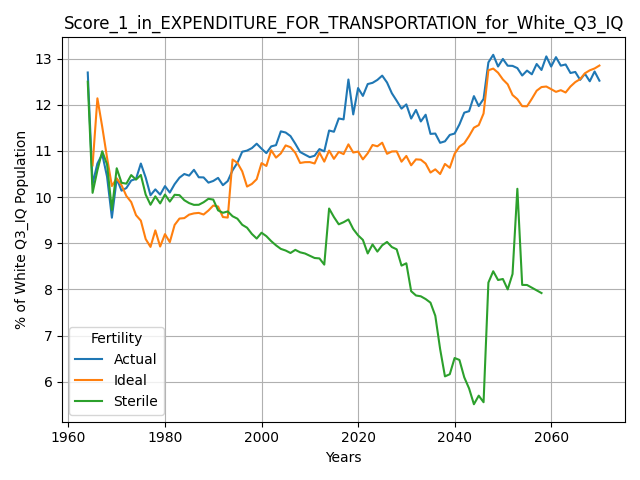 Score_1_in_EXPENDITURE_FOR_TRANSPORTATION_for_White_Q3_IQ
% of White Q3_IQ Population
13
12
11
10
9
8
7
6
Fertility
Actual
Ideal
Sterile
1960 1980 2000 2020 2040 2060
Years